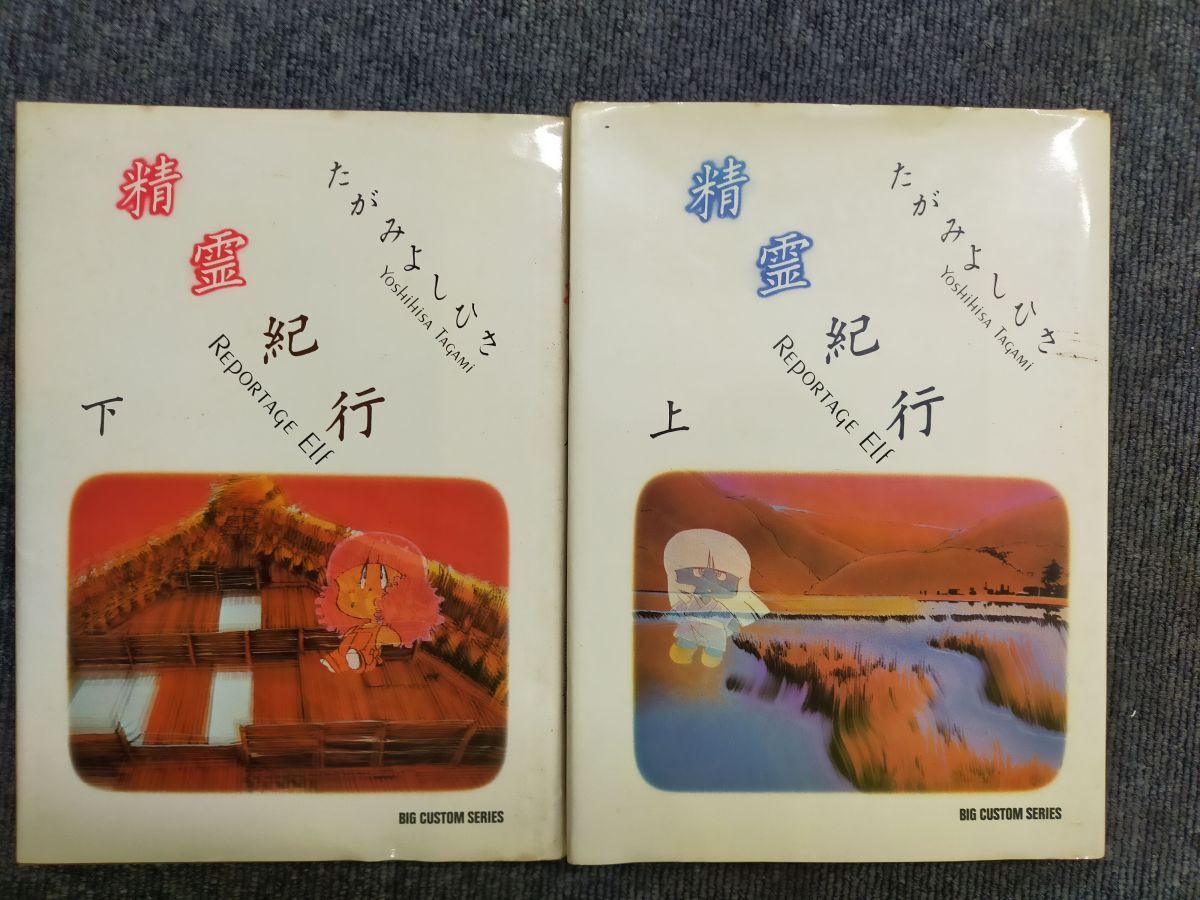 精霊紀行
REPORTAGE Elf
たがみよしひさ
YOSHIHISA TAGAMI
下
BIG CUSTOM SERIES
精霊紀行
REPORTAGE Elf
たがみよしひさ
YOSHIHISA TAGAMI
上
BIG CUSTOM SERIES